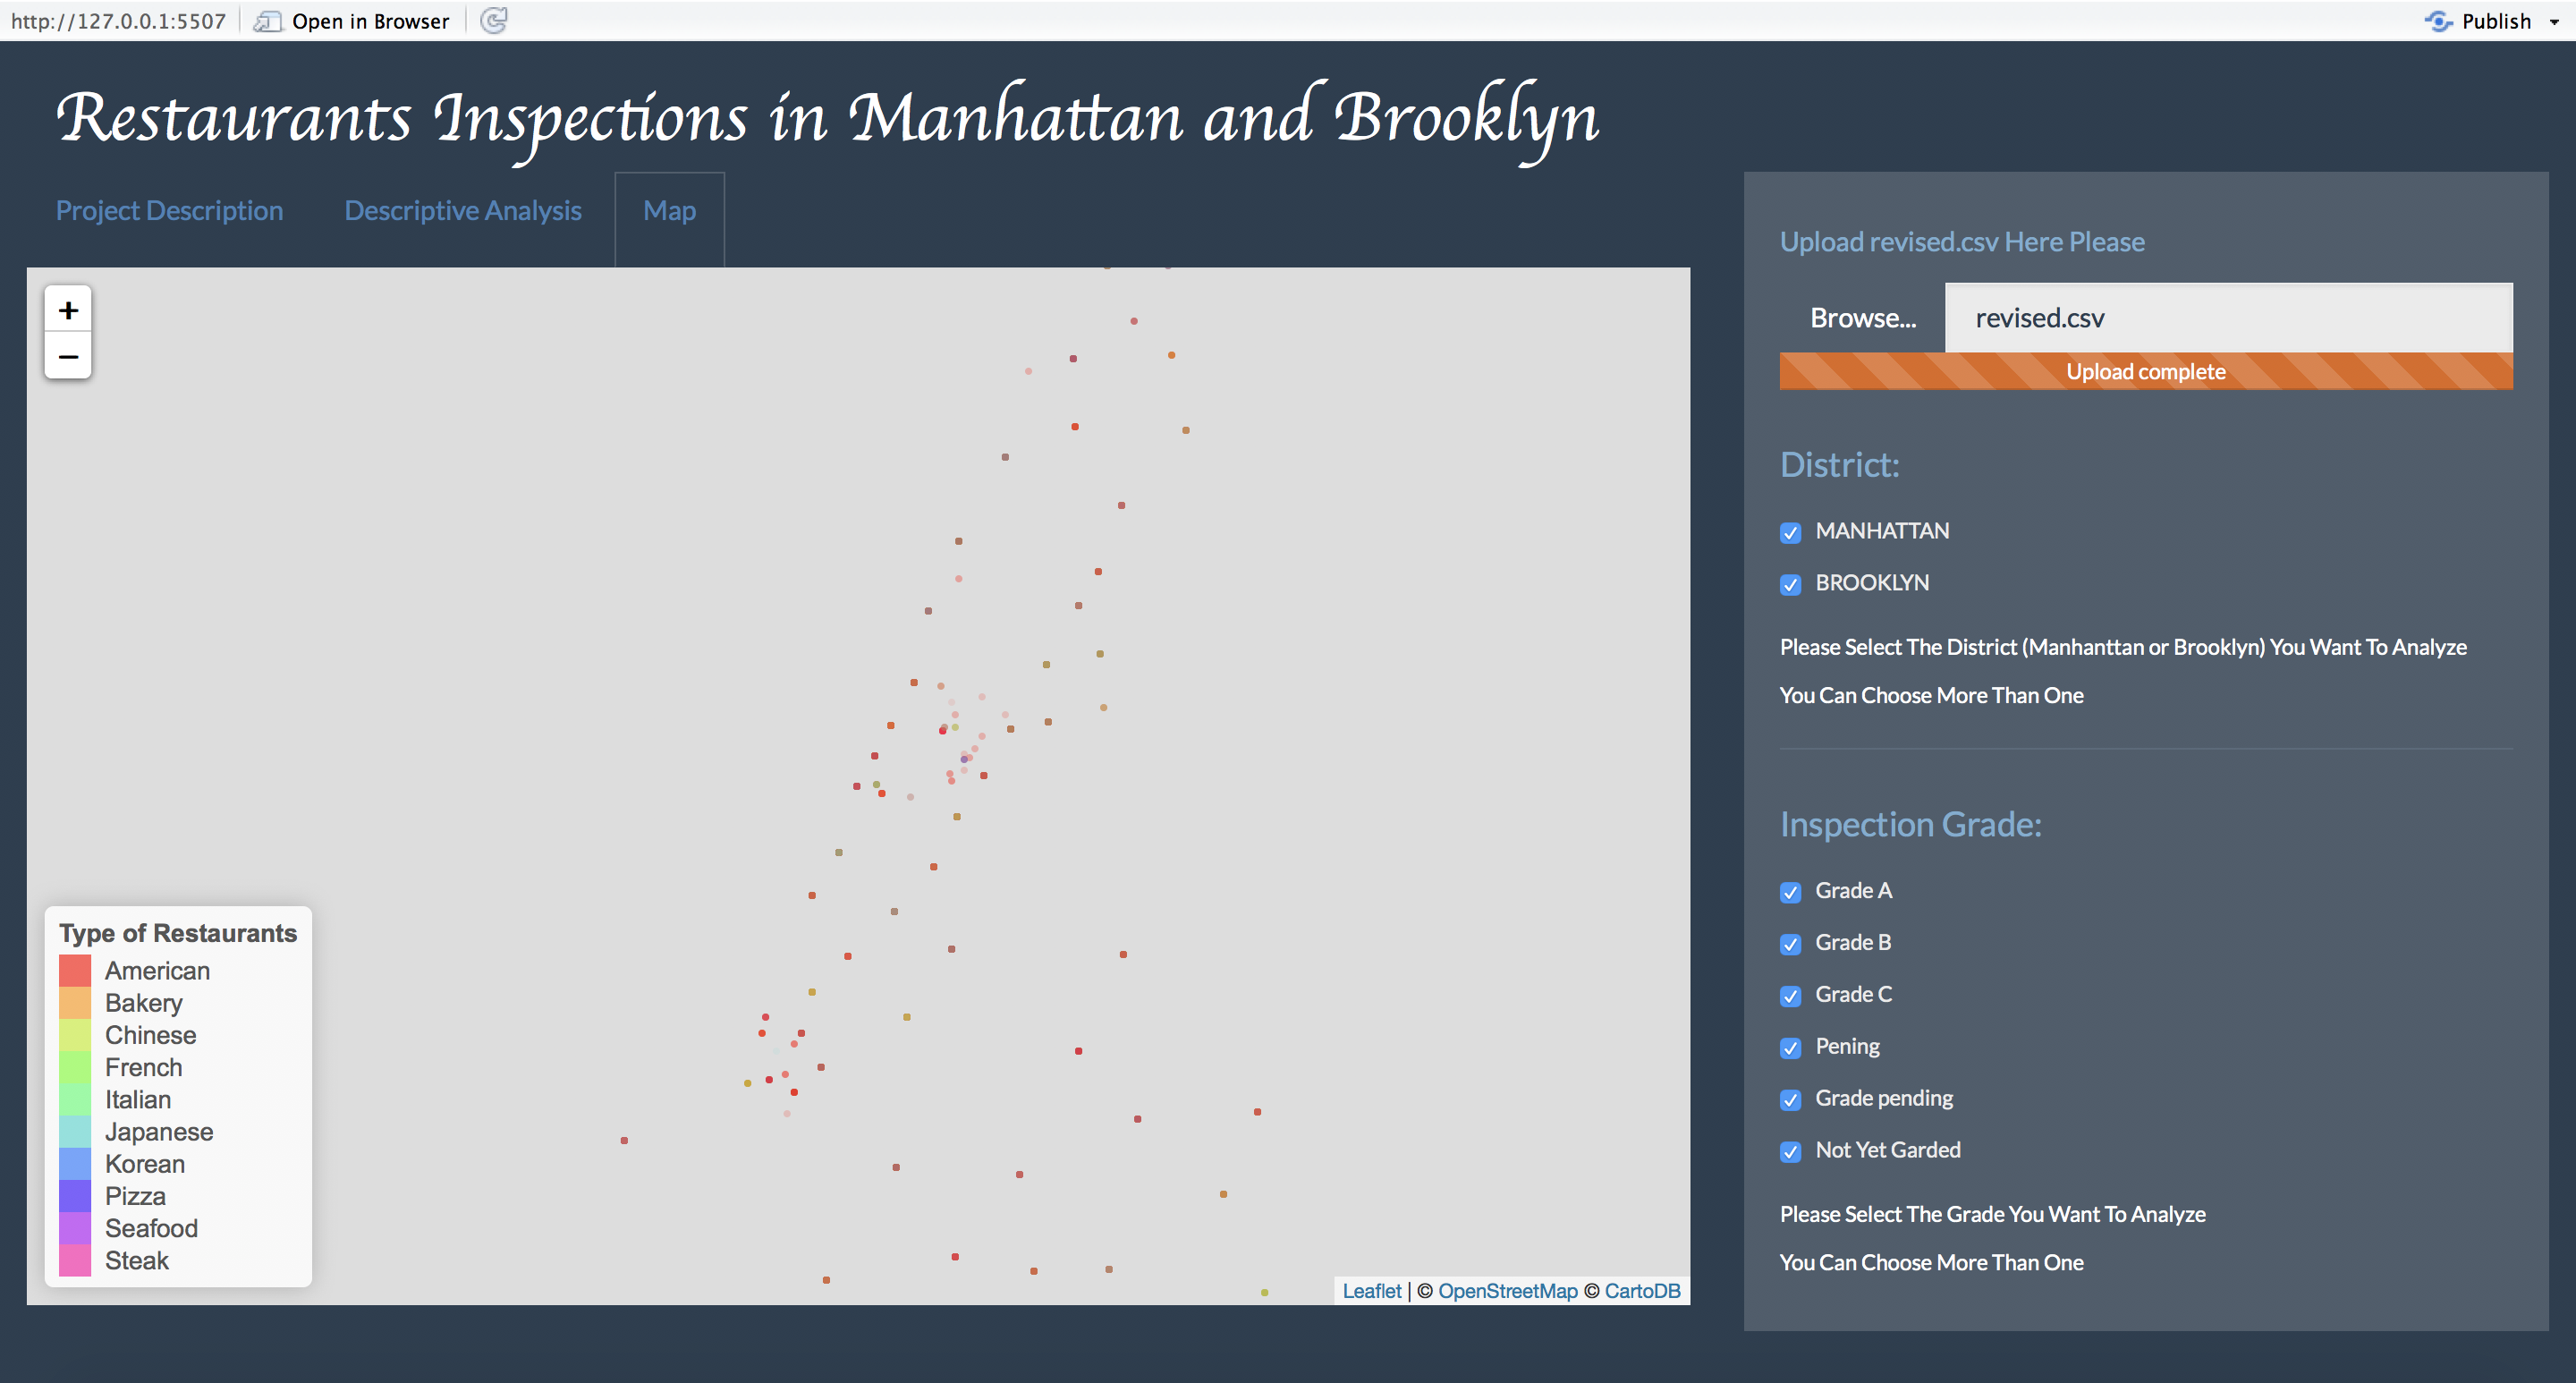 http://127.0.0.1:5507 Open in Browser Publish
Restaurants Inspections in Manhattan and Brooklyn
Project Description Descriptive Analysis Map
+
−
Type of Restaurants
American
Bakery
Chinese
French
Italian
Japanese
Korean
Pizza
Seafood
Steak
Leaflet | © OpenStreetMap © CartoDB
Upload revised.csv Here Please
Browse... revised.csv
Upload complete
District:
MANHATTAN
BROOKLYN
Please Select The District (Manhanttan or Brooklyn) You Want To Analyze
You Can Choose More Than One
Inspection Grade:
Grade A
Grade B
Grade C
Pening
Grade pending
Not Yet Garded
Please Select The Grade You Want To Analyze
You Can Choose More Than One